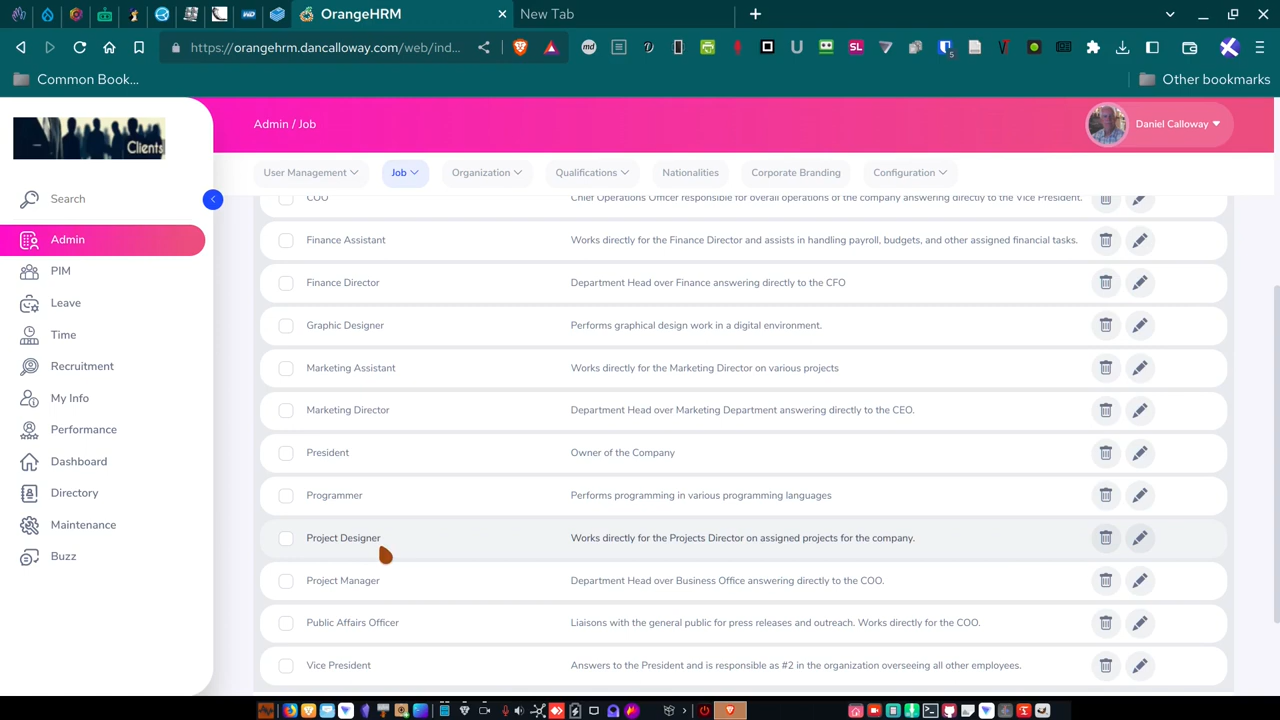 OrangeHRM
New Tab
https://orangehrm.dancalloway.com/web/ind...
Common Book...
Other bookmarks
Clients
Admin / Job
Daniel Calloway
User Management
Job
Organization
Qualifications
Nationalities
Corporate Branding
Configuration
Search
Admin
PIM
Leave
Time
Recruitment
My Info
Performance
Dashboard
Directory
Maintenance
Buzz
COO Chief Operations Officer responsible for overall operations of the company answering directly to the Vice President.
Finance Assistant Works directly for the Finance Director and assists in handling payroll, budgets, and other assigned financial tasks.
Finance Director Department Head over Finance answering directly to the CFO
Graphic Designer Performs graphical design work in a digital environment.
Marketing Assistant Works directly for the Marketing Director on various projects
Marketing Director Department Head over Marketing Department answering directly to the CEO.
President Owner of the Company
Programmer Performs programming in various programming languages
Project Designer Works directly for the Projects Director on assigned projects for the company.
Project Manager Department Head over Business Office answering directly to the COO.
Public Affairs Officer Liaisons with the general public for press releases and outreach. Works directly for the COO.
Vice President Answers to the President and is responsible as #2 in the organization overseeing all other employees.